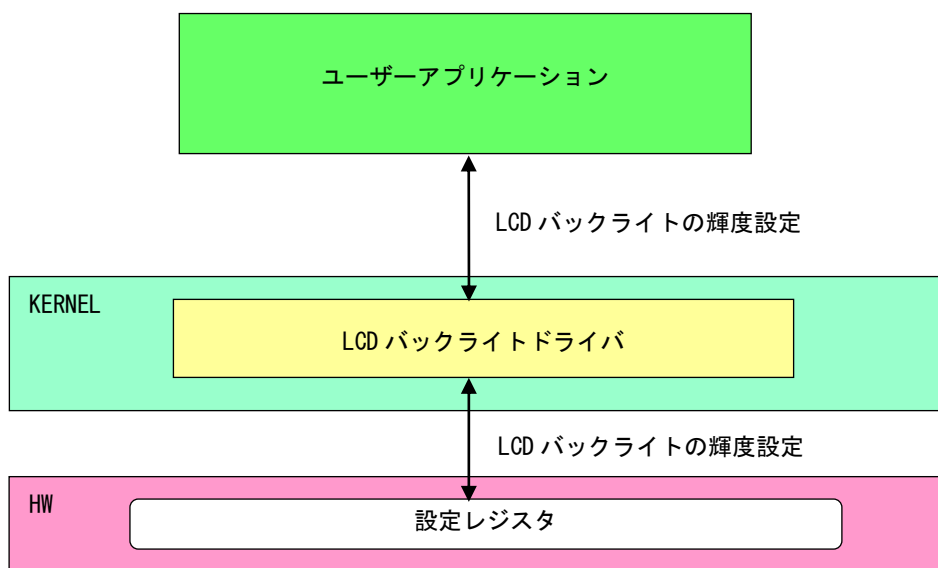 ユーザーアプリケーション
LCD バックライトの輝度設定
KERNEL
LCD バックライトドライバ
LCD バックライトの輝度設定
HW
設定レジスタ